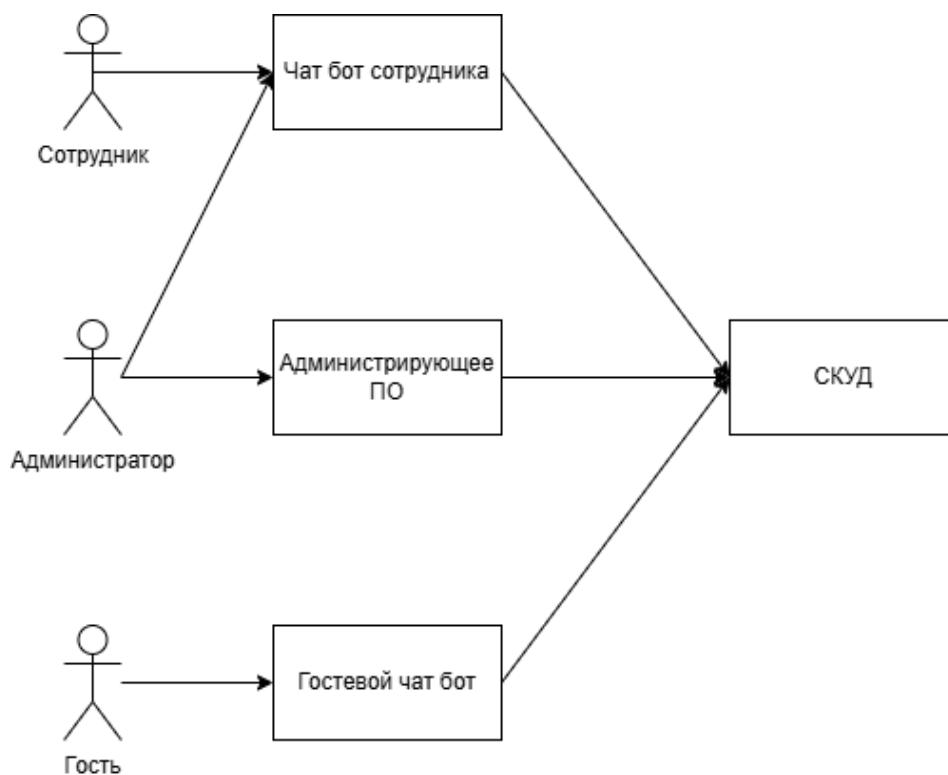 Чат бот сотрудника
Сотрудник
Администрирующее
ПО
СКУД
Администратор
Гостевой чат бот
Гость